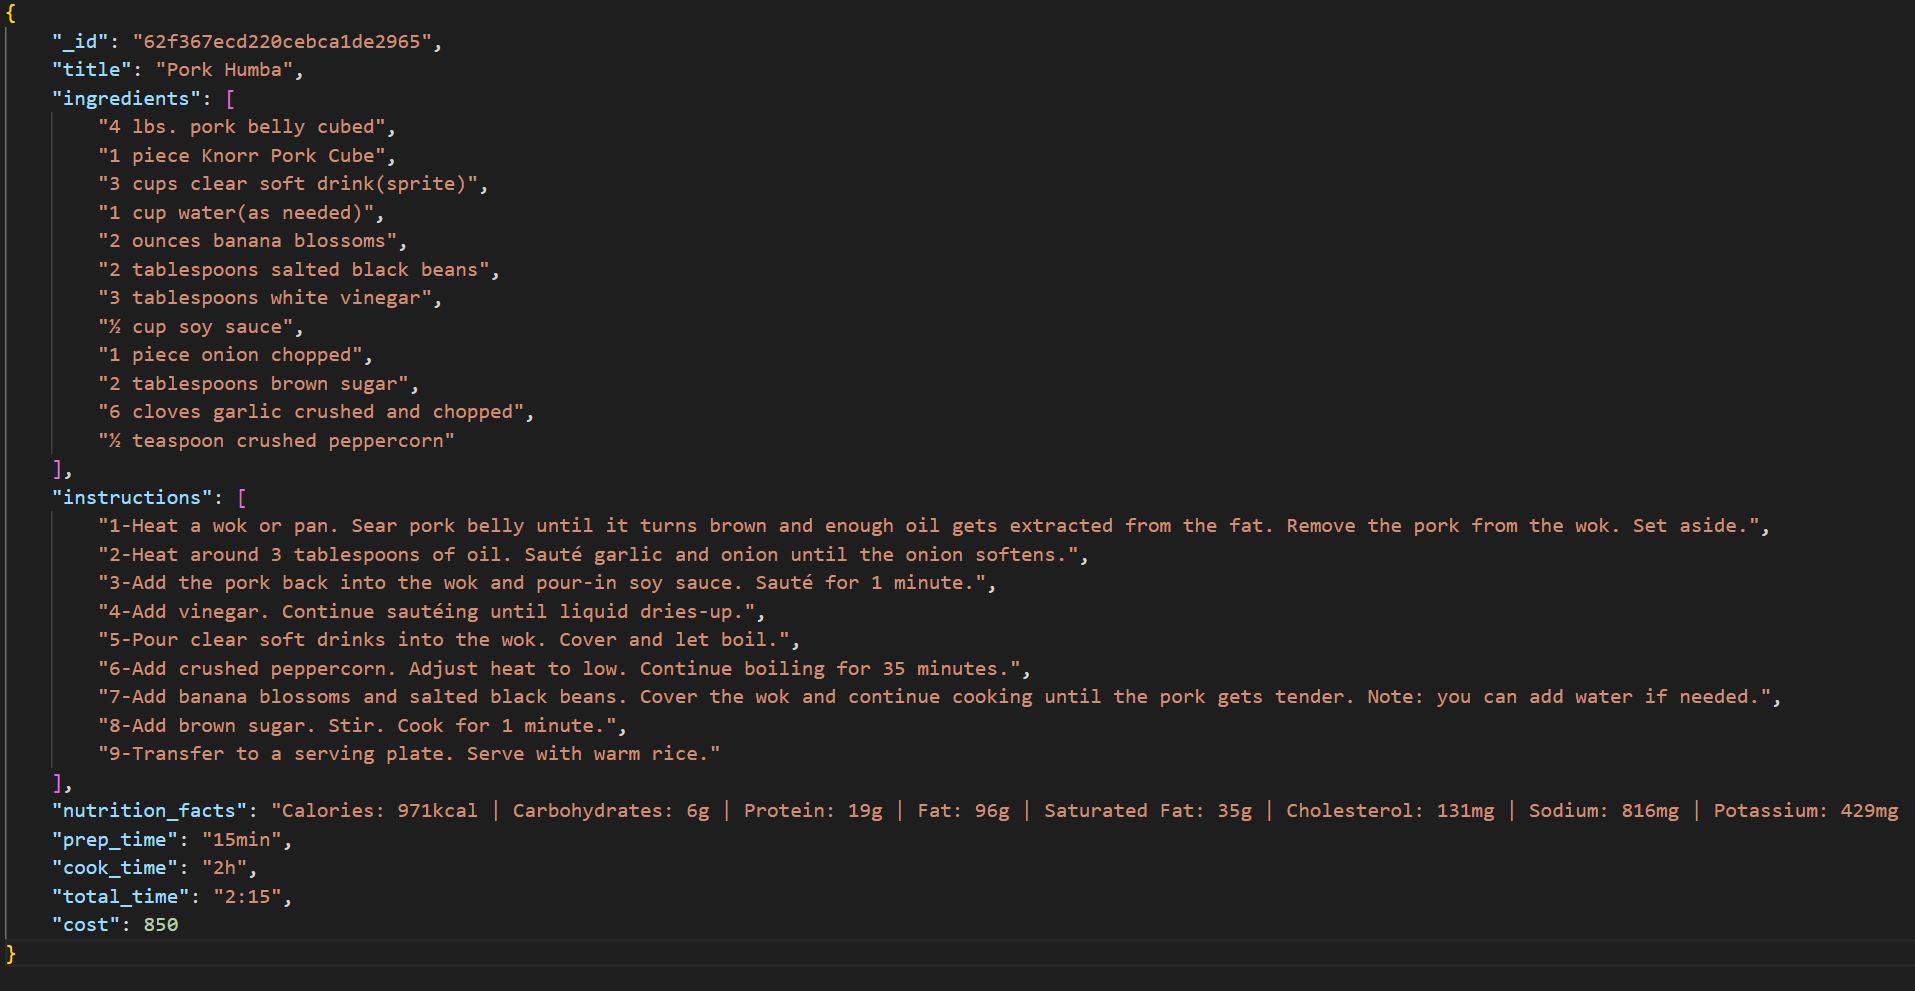 {
    "_id": "62f367ecd220cebca1de2965",
    "title": "Pork Humba",
    "ingredients": [
        "4 lbs. pork belly cubed",
        "1 piece Knorr Pork Cube",
        "3 cups clear soft drink(sprite)",
        "1 cup water(as needed)",
        "2 ounces banana blossoms",
        "2 tablespoons salted black beans",
        "3 tablespoons white vinegar",
        "½ cup soy sauce",
        "1 piece onion chopped",
        "2 tablespoons brown sugar",
        "6 cloves garlic crushed and chopped",
        "½ teaspoon crushed peppercorn"
    ],
    "instructions": [
        "1-Heat a wok or pan. Sear pork belly until it turns brown and enough oil gets extracted from the fat. Remove the pork from the wok. Set aside.",
        "2-Heat around 3 tablespoons of oil. Sauté garlic and onion until the onion softens.",
        "3-Add the pork back into the wok and pour-in soy sauce. Sauté for 1 minute.",
        "4-Add vinegar. Continue sautéing until liquid dries-up.",
        "5-Pour clear soft drinks into the wok. Cover and let boil.",
        "6-Add crushed peppercorn. Adjust heat to low. Continue boiling for 35 minutes.",
        "7-Add banana blossoms and salted black beans. Cover the wok and continue cooking until the pork gets tender. Note: you can add water if needed.",
        "8-Add brown sugar. Stir. Cook for 1 minute.",
        "9-Transfer to a serving plate. Serve with warm rice."
    ],
    "nutrition_facts": "Calories: 971kcal | Carbohydrates: 6g | Protein: 19g | Fat: 96g | Saturated Fat: 35g | Cholesterol: 131mg | Sodium: 816mg | Potassium: 429mg
    "prep_time": "15min",
    "cook_time": "2h",
    "total_time": "2:15",
    "cost": 850
}